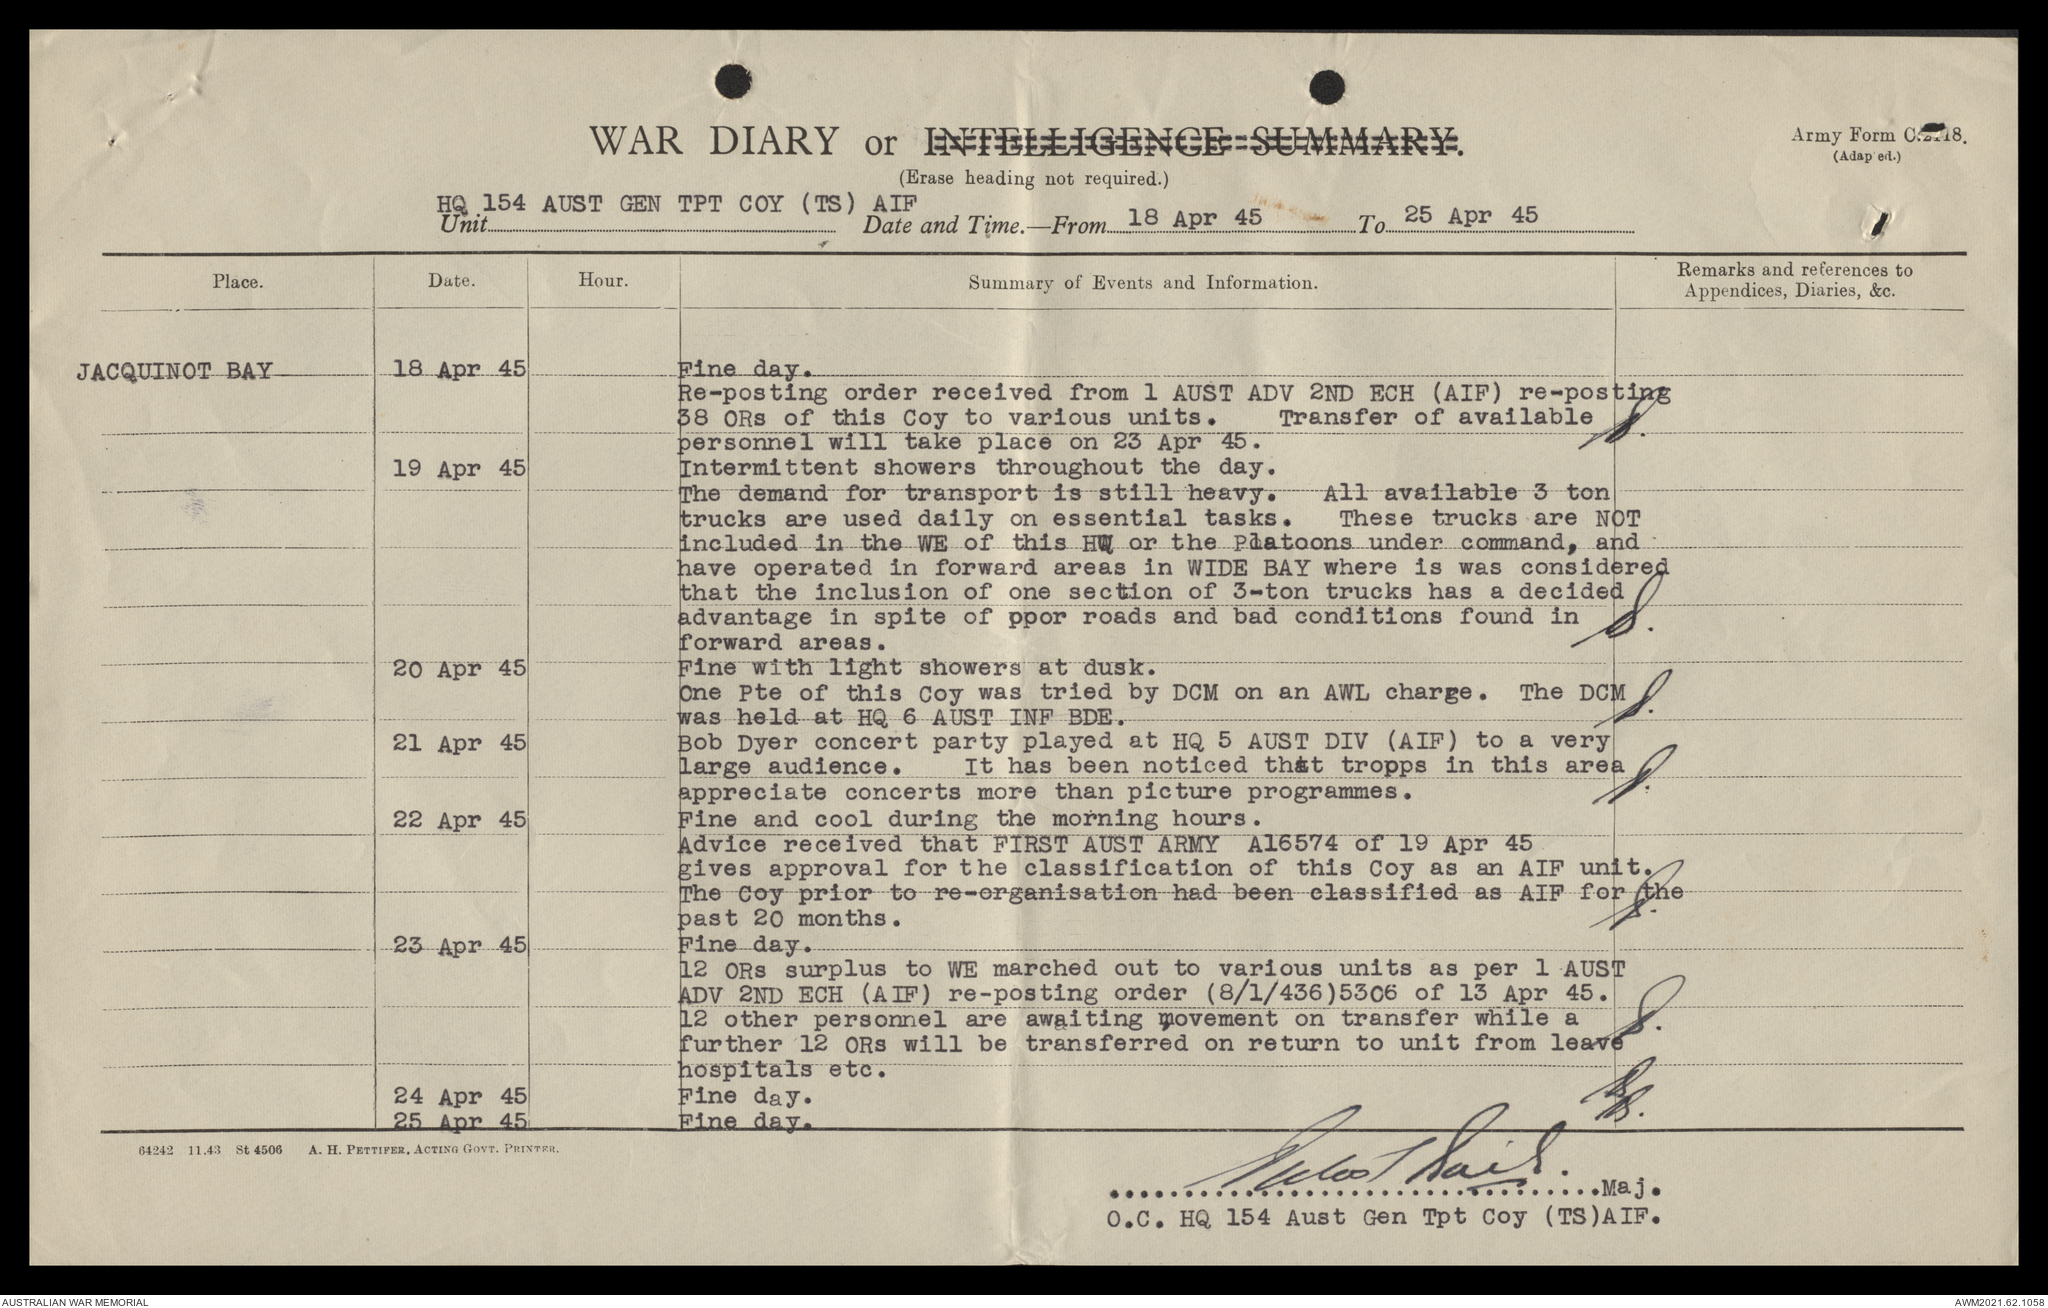 WAR DIARY or INTELLIGENCE SUMMARY.
Army Form C.2118.
(Adap ed.)
(Erase heading not required.)
HQ 154 AUST GEN TPT COY (TS) AIF
Unit Date and Time.—From 18 Apr 45 To 25 Apr 45
1
Place. Date. Hour. Summary of Events and Information. Remarks and references to
Appendices, Diaries, &c.
JACQUINOT BAY 18 Apr 45 Fine day.
Re-posting order received from 1 AUST ADV 2ND ECH (AIF) re-posting
38 ORs of this Coy to various units. Transfer of available
personnel will take place on 23 Apr 45.
19 Apr 45 Intermittent showers throughout the day.
The demand for transport is still heavy. All available 3 ton
trucks are used daily on essential tasks. These trucks are NOT
included in the WE of this HQ or the Platoons under command, and
have operated in forward areas in WIDE BAY where is was considered
that the inclusion of one section of 3-ton trucks has a decided
advantage in spite of ppor roads and bad conditions found in
forward areas.
20 Apr 45 Fine with light showers at dusk.
One Pte of this Coy was tried by DCM on an AWL charge. The DCM
was held at HQ 6 AUST INF BDE.
21 Apr 45 Bob Dyer concert party played at HQ 5 AUST DIV (AIF) to a very
large audience. It has been noticed that tropps in this area
appreciate concerts more than picture programmes.
22 Apr 45 Fine and cool during the morning hours.
Advice received that FIRST AUST ARMY A16574 of 19 Apr 45
gives approval for the classification of this Coy as an AIF unit.
The Coy prior to re-organisation had been classified as AIF for the
past 20 months.
23 Apr 45 Fine day.
12 ORs surplus to WE marched out to various units as per 1 AUST
ADV 2ND ECH (AIF) re-posting order (8/1/436)5306 of 13 Apr 45.
12 other personnel are awaiting movement on transfer while a
further 12 ORs will be transferred on return to unit from leave
hospitals etc.
24 Apr 45 Fine day.
25 Apr 45 Fine day.
64242 11.43 St 4506 A. H. PETTIFER, ACTING GOVT. PRINTER.
Maj.
O.C. HQ 154 Aust Gen Tpt Coy (TS)AIF.
AUSTRALIAN WAR MEMORIAL AWM2021.62.1058